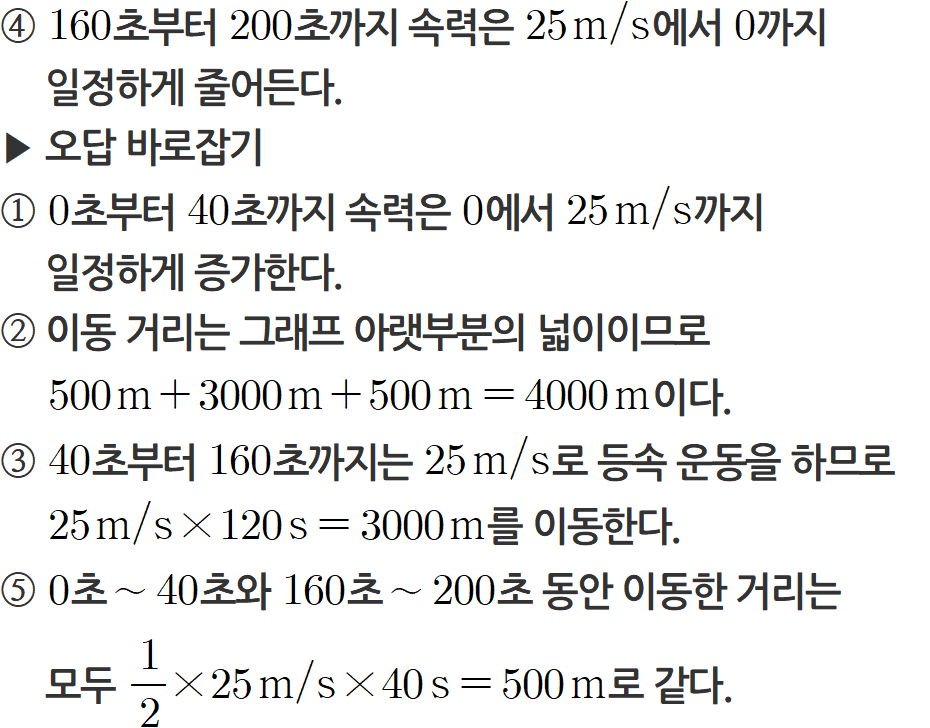 ④ 160초부터 200초까지 속력은 25 m/s에서 0까지
일정하게 줄어든다.
▶ 오답 바로잡기
① 0초부터 40초까지 속력은 0에서 25 m/s까지
일정하게 증가한다.
② 이동 거리는 그래프 아랫부분의 넓이이므로
500 m + 3000 m + 500 m = 4000 m이다.
③ 40초부터 160초까지는 25 m/s로 등속 운동을 하므로
25 m/s × 120 s = 3000 m를 이동한다.
⑤ 0초 ~ 40초와 160초 ~ 200초 동안 이동한 거리는
모두 1/2 × 25 m/s × 40 s = 500 m로 같다.